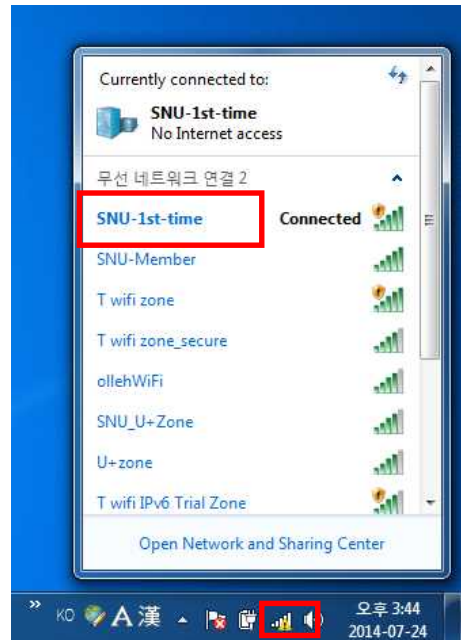 Currently connected to:
SNU-1st-time
No Internet access
무선 네트워크 연결 2
SNU-1st-time Connected
SNU-Member
T wifi zone
T wifi zone_secure
ollehWiFi
SNU_U+Zone
U+zone
T wifi IPv6 Trial Zone
Open Network and Sharing Center
» KO A 漢 오후 3:44
2014-07-24